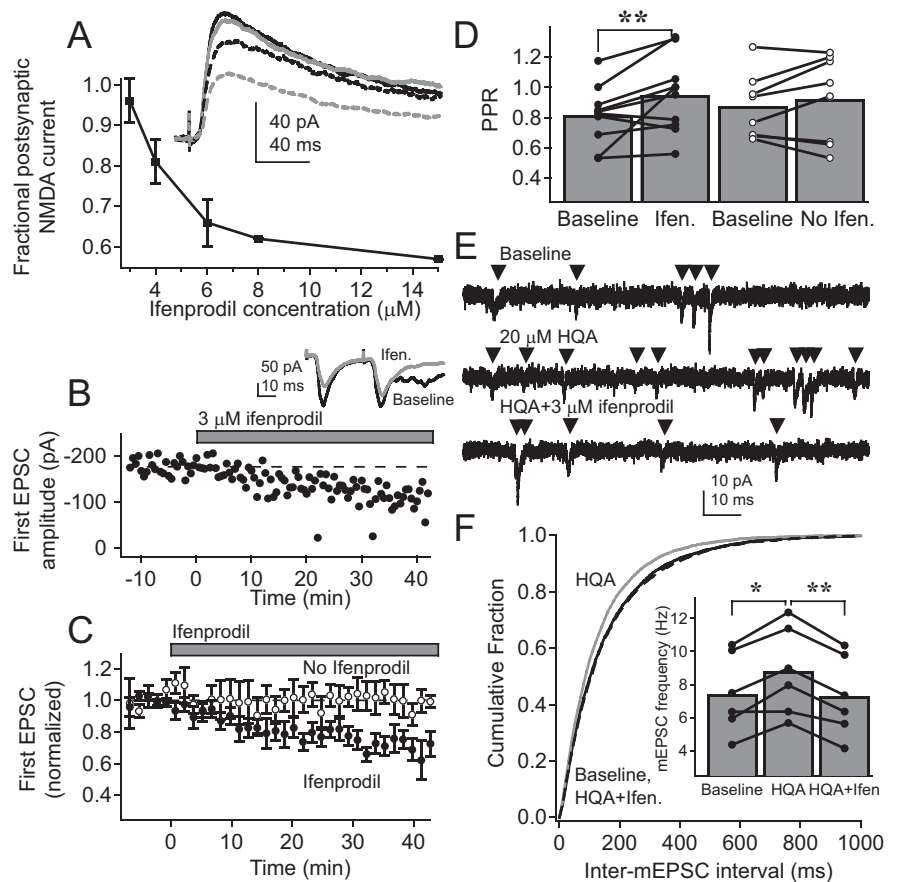 A
Fractional postsynaptic
NMDA current
1.0
0.9
0.8
0.7
0.6
40 pA
40 ms
4
6
8
10
12
14
Ifenprodil concentration (μM)
B
50 pA
10 ms
Ifen.
Baseline
3 μM ifenprodil
First EPSC
amplitude (pA)
-200
-100
0
-10
0
10
20
30
40
Time (min)
C
Ifenprodil
No Ifenprodil
First EPSC
(normalized)
1.2
1.0
0.8
0.6
0.4
Ifenprodil
0
10
20
30
40
Time (min)
D
**
PPR
1.2
1.0
0.8
0.6
0.4
Baseline
Ifen.
Baseline
No Ifen.
E
Baseline
20 μM HQA
HQA+3 μM ifenprodil
10 pA
10 ms
F
Cumulative Fraction
1.0
0.8
0.6
0.4
0.2
0.0
HQA
Baseline,
HQA+Ifen.
*
**
mEPSC frequency (Hz)
12
10
8
6
4
Baseline
HQA
HQA+Ifen
0
200
400
600
800
1000
Inter-mEPSC interval (ms)